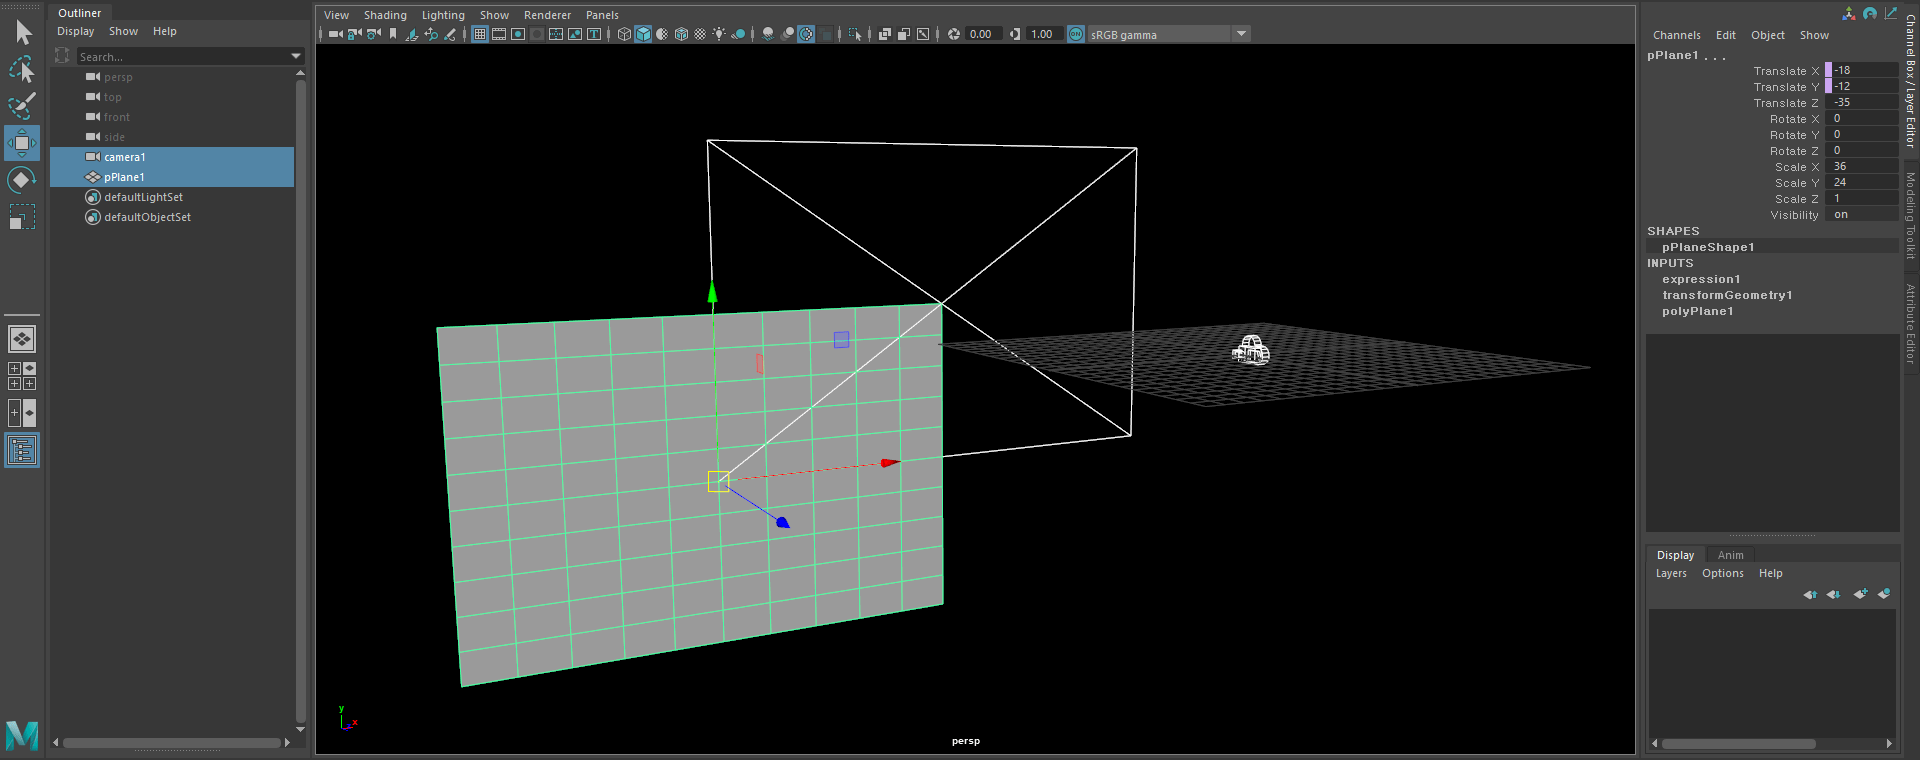 Outliner
Display Show Help
Search...
persp
top
front
side
camera1
pPlane1
defaultLightSet
defaultObjectSet
View Shading Lighting Show Renderer Panels
0.00 1.00 ON sRGB gamma
y
x
persp
Channels Edit Object Show
pPlane1 . . .
Translate X -18
Translate Y -12
Translate Z -35
Rotate X 0
Rotate Y 0
Rotate Z 0
Scale X 36
Scale Y 24
Scale Z 1
Visibility on
SHAPES
pPlaneShape1
INPUTS
expression1
transformGeometry1
polyPlane1
Display Anim
Layers Options Help
Channel Box / Layer Editor
Modeling Toolkit
Attribute Editor